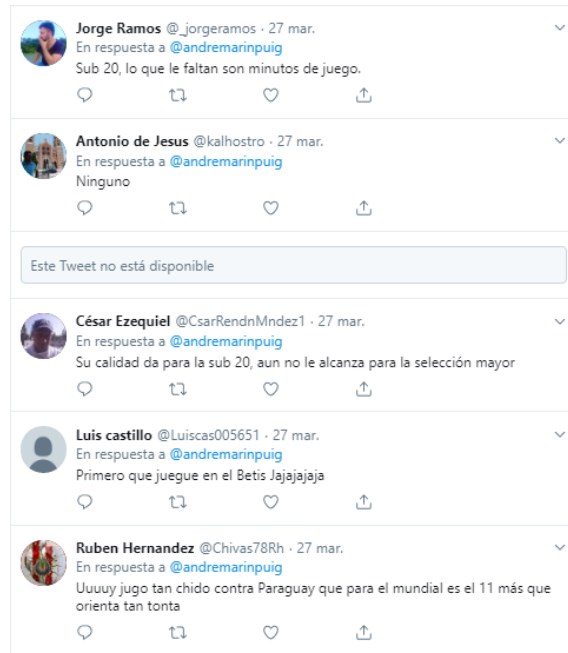 Jorge Ramos @_jorgeramos · 27 mar.
En respuesta a @andremarinpuig
Sub 20, lo que le faltan son minutos de juego.
Antonio de Jesus @kalhostro · 27 mar.
En respuesta a @andremarinpuig
Ninguno
Este Tweet no está disponible
César Ezequiel @CsarRendnMndez1 · 27 mar.
En respuesta a @andremarinpuig
Su calidad da para la sub 20, aun no le alcanza para la selección mayor
Luis castillo @Luiscas005651 · 27 mar.
En respuesta a @andremarinpuig
Primero que juegue en el Betis Jajajajaja
Ruben Hernandez @Chivas78Rh · 27 mar.
En respuesta a @andremarinpuig
Uuuuy jugo tan chido contra Paraguay que para el mundial es el 11 más que
orienta tan tonta